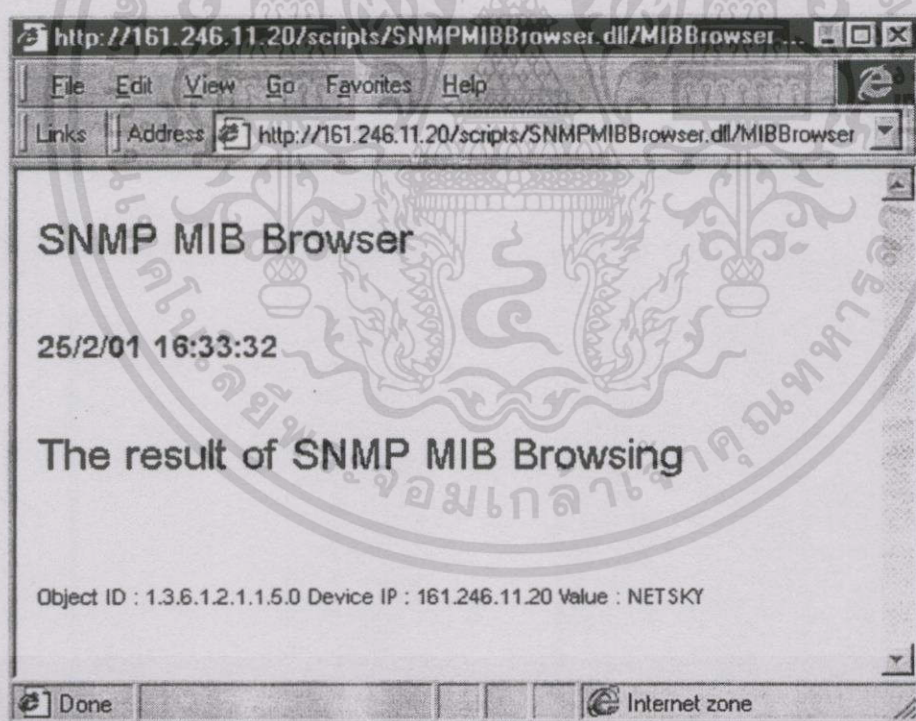 http://161.246.11.20/scripts/SNMPMIBBrowser.dll/MIBBrowser ...
File Edit View Go Favorites Help
Links Address http://161.246.11.20/scripts/SNMPMIBBrowser.dll/MIBBrowser
SNMP MIB Browser
25/2/01 16:33:32
The result of SNMP MIB Browsing
Object ID : 1.3.6.1.2.1.1.5.0 Device IP : 161.246.11.20 Value : NETSKY
Done Internet zone